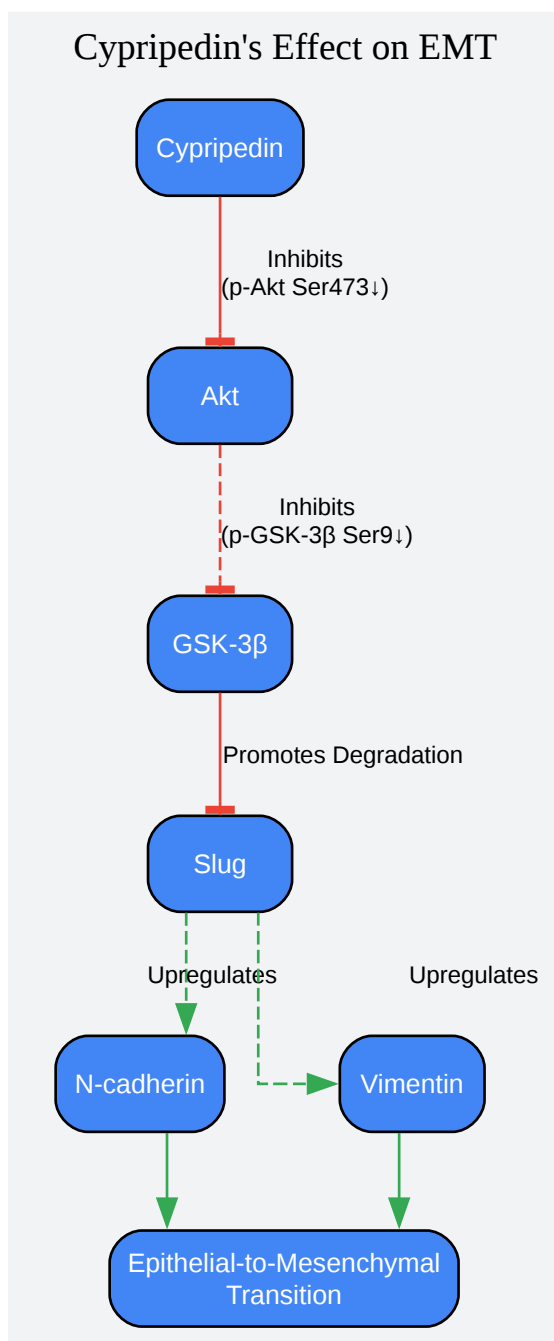 Cypripedin's Effect on EMT
Cypripedin
Inhibits
(p-Akt Ser473↓)
Akt
Inhibits
(p-GSK-3β Ser9↓)
GSK-3β
Promotes Degradation
Slug
Upregulates
Upregulates
N-cadherin
Vimentin
Epithelial-to-Mesenchymal
Transition